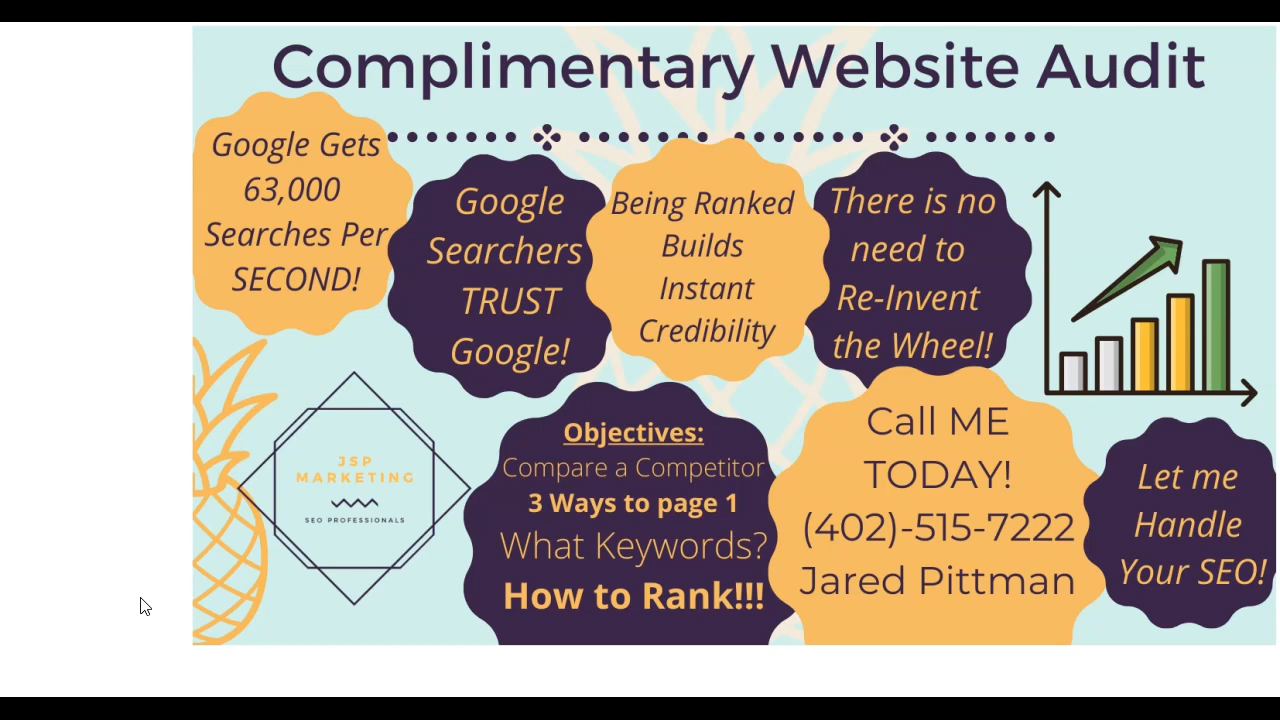 Complimentary Website Audit
Google Gets
63,000
Searches Per
SECOND!
Google
Searchers
TRUST
Google!
Being Ranked
Builds
Instant
Credibility
There is no
need to
Re-Invent
the Wheel!
JSP
MARKETING
SEO PROFESSIONALS
Objectives:
Compare a Competitor
3 Ways to page 1
What Keywords?
How to Rank!!!
Call ME
TODAY!
(402)-515-7222
Jared Pittman
Let me
Handle
Your SEO!